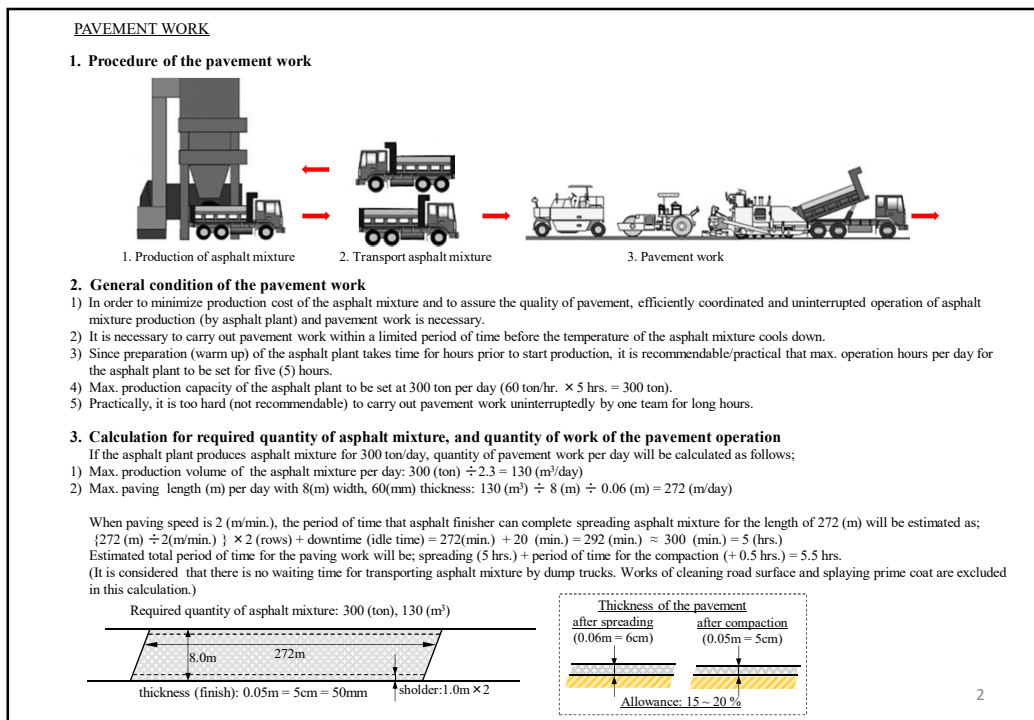 PAVEMENT WORK
1. Procedure of the pavement work
1. Production of asphalt mixture
2. Transport asphalt mixture
3. Pavement work
2. General condition of the pavement work
1) In order to minimize production cost of the asphalt mixture and to assure the quality of pavement, efficiently coordinated and uninterrupted operation of asphalt
mixture production (by asphalt plant) and pavement work is necessary.
2) It is necessary to carry out pavement work within a limited period of time before the temperature of the asphalt mixture cools down.
3) Since preparation (warm up) of the asphalt plant takes time for hours prior to start production, it is recommendable/practical that max. operation hours per day for
the asphalt plant to be set for five (5) hours.
4) Max. production capacity of the asphalt plant to be set at 300 ton per day (60 ton/hr. × 5 hrs. = 300 ton).
5) Practically, it is too hard (not recommendable) to carry out pavement work uninterruptedly by one team for long hours.
3. Calculation for required quantity of asphalt mixture, and quantity of work of the pavement operation
If the asphalt plant produces asphalt mixture for 300 ton/day, quantity of pavement work per day will be calculated as follows;
1) Max. production volume of the asphalt mixture per day: 300 (ton) ÷2.3 = 130 (m³/day)
2) Max. paving length (m) per day with 8(m) width, 60(mm) thickness: 130 (m³) ÷ 8 (m) ÷ 0.06 (m) = 272 (m/day)
When paving speed is 2 (m/min.), the period of time that asphalt finisher can complete spreading asphalt mixture for the length of 272 (m) will be estimated as;
{272 (m) ÷2(m/min.) } ×2 (rows) + downtime (idle time) = 272(min.) + 20 (min.) = 292 (min.) ≈ 300 (min.) = 5 (hrs.)
Estimated total period of time for the paving work will be; spreading (5 hrs.) + period of time for the compaction (+ 0.5 hrs.) = 5.5 hrs.
(It is considered that there is no waiting time for transporting asphalt mixture by dump trucks. Works of cleaning road surface and splaying prime coat are excluded
in this calculation.)
Required quantity of asphalt mixture: 300 (ton), 130 (m³)
8.0m
272m
thickness (finish): 0.05m = 5cm = 50mm
sholder:1.0m×2
Thickness of the pavement
after spreading
(0.06m = 6cm)
after compaction
(0.05m = 5cm)
Allowance: 15 ~ 20 %
2